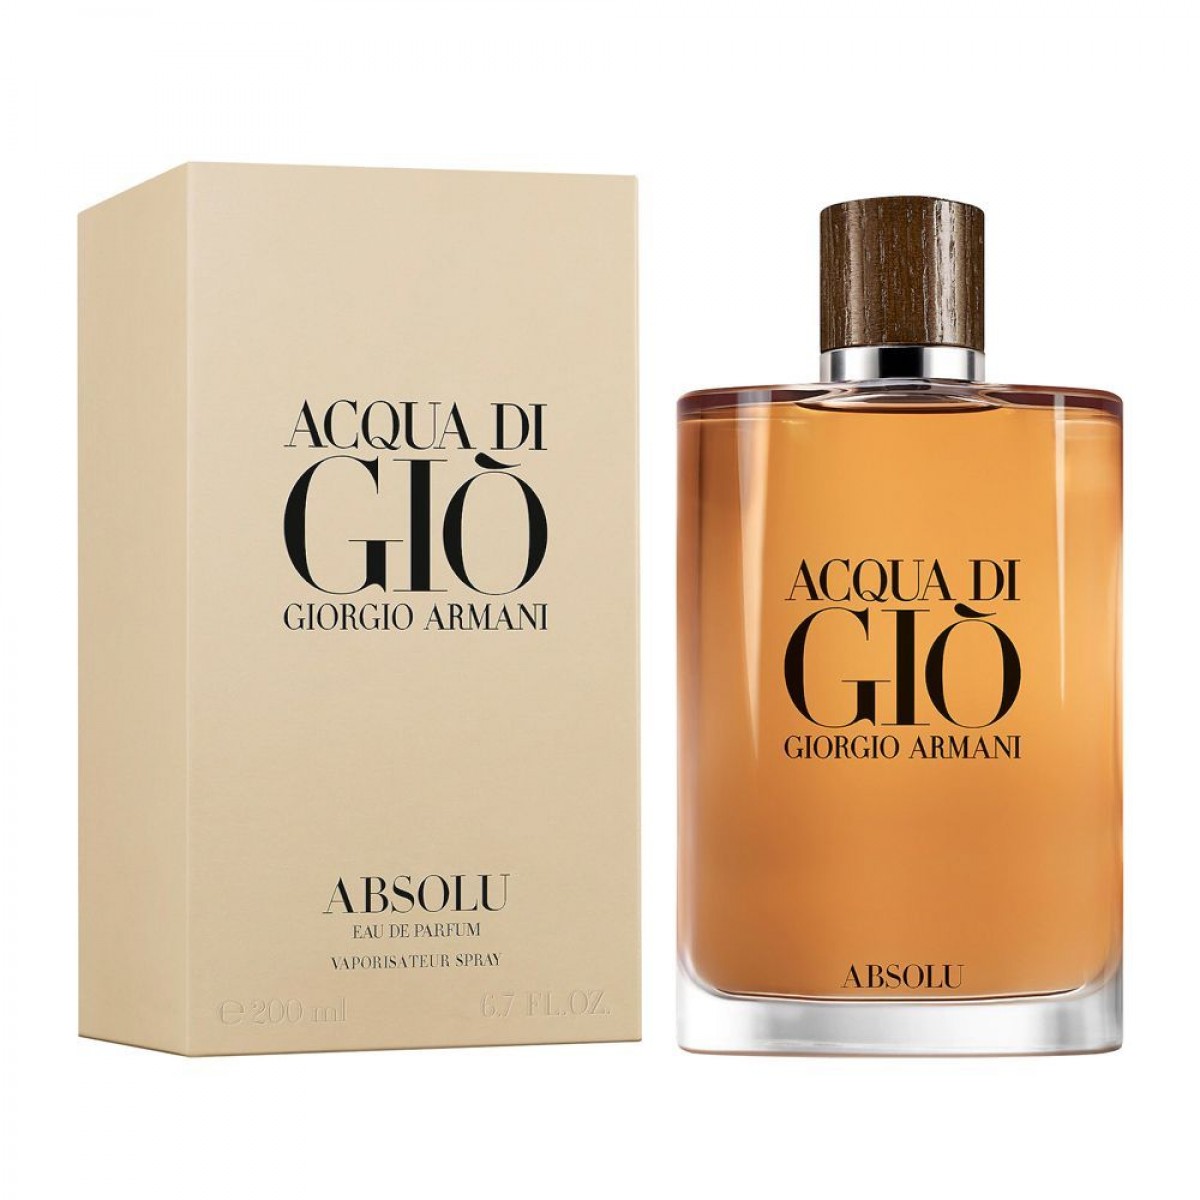 ACQUA DI
GIÒ
GIORGIO ARMANI
ABSOLU
EAU DE PARFUM
VAPORISATEUR SPRAY
℮ 200 ml 6.7 FL.OZ.
ACQUA DI
GIÒ
GIORGIO ARMANI
ABSOLU